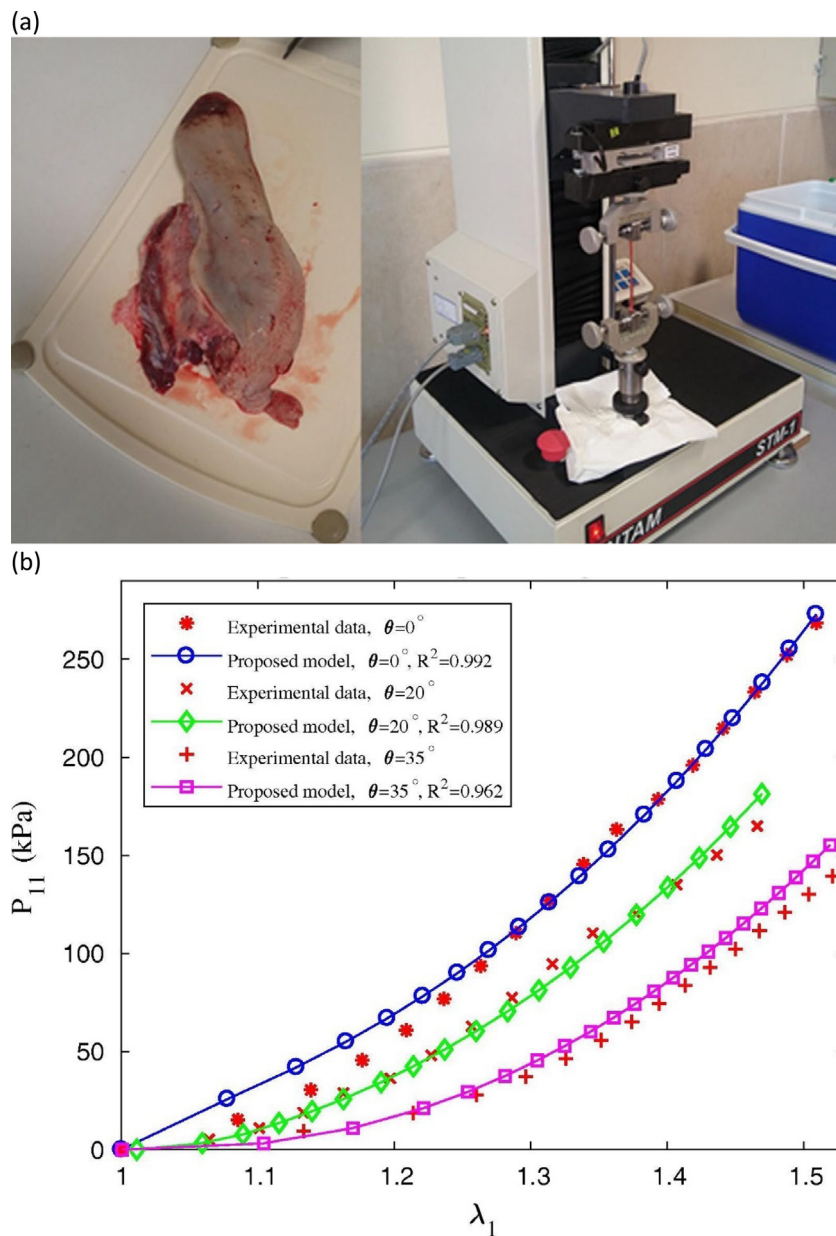 (a)
STM-1
NTAM
(b)
Experimental data, θ=0°
Proposed model, θ=0°, R²=0.992
Experimental data, θ=20°
Proposed model, θ=20°, R²=0.989
Experimental data, θ=35°
Proposed model, θ=35°, R²=0.962
P₁₁ (kPa)
250
200
150
100
50
0
1
1.1
1.2
1.3
1.4
1.5
λ₁